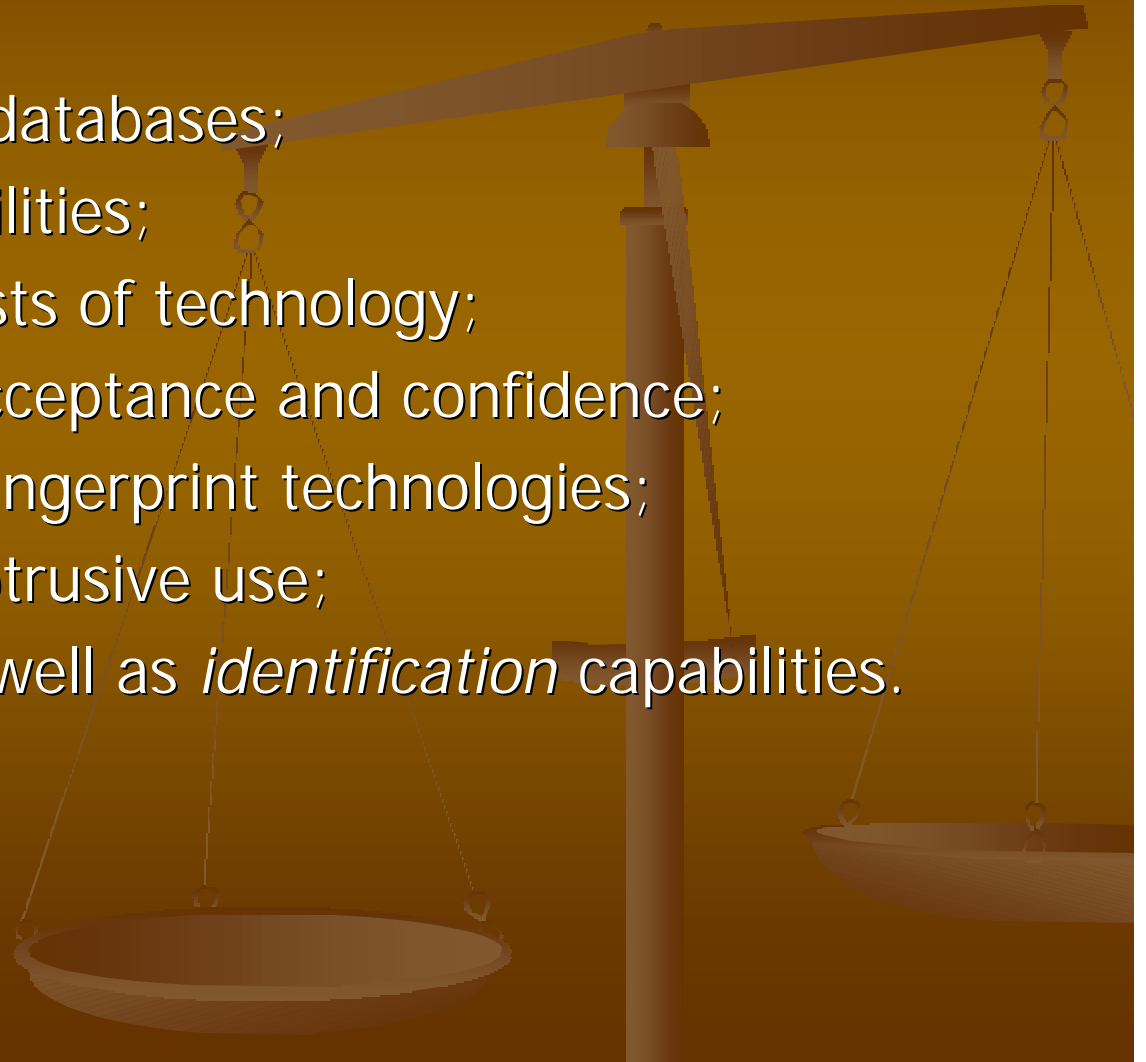 databases;
ilities;
sts of technology;
cceptance and confidence;
ngerprint technologies;
trusive use;
well as identification capabilities.